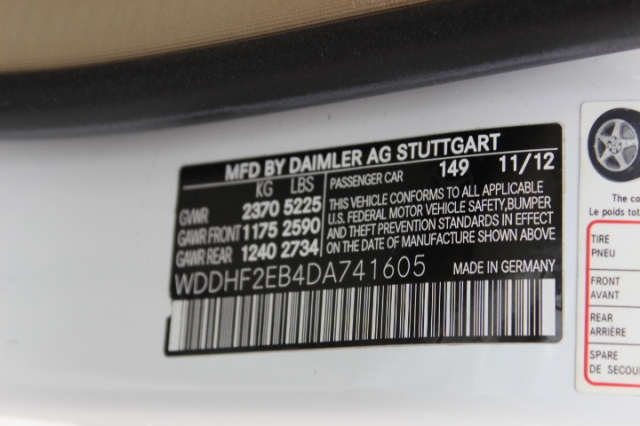 MFD BY DAIMLER AG STUTTGART
KG LBS
GVWR 2370 5225
GAWR FRONT 1175 2590
GAWR REAR 1240 2734
PASSENGER CAR 149 11/12
THIS VEHICLE CONFORMS TO ALL APPLICABLE
U.S. FEDERAL MOTOR VEHICLE SAFETY,BUMPER
AND THEFT PREVENTION STANDARDS IN EFFECT
ON THE DATE OF MANUFACTURE SHOWN ABOVE
WDDHF2EB4DA741605 MADE IN GERMANY
The co
Le poids tot
TIRE
PNEU
FRONT
AVANT
REAR
ARRIÈRE
SPARE
DE SECOU